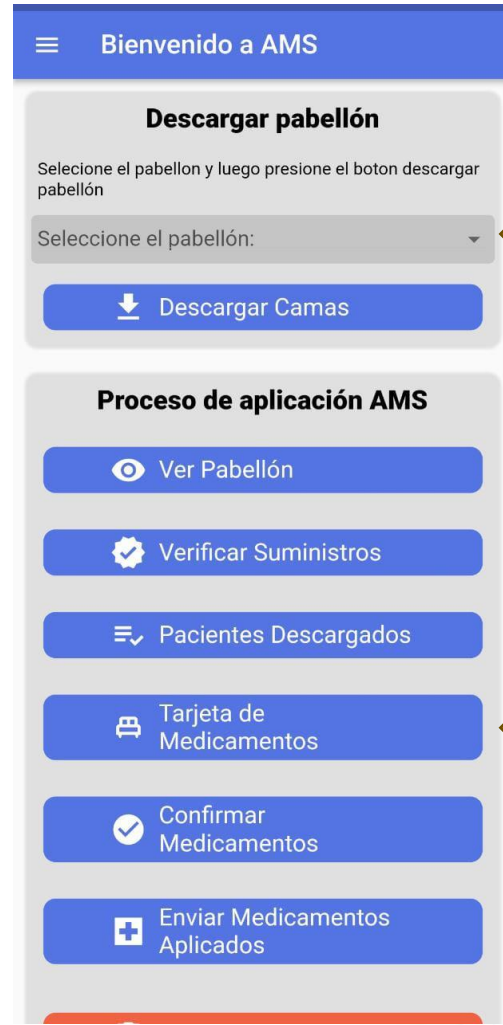 Bienvenido a AMS
Descargar pabellón
Selecione el pabellon y luego presione el boton descargar
pabellón
Seleccione el pabellón:
Descargar Camas
Proceso de aplicación AMS
Ver Pabellón
Verificar Suministros
Pacientes Descargados
Tarjeta de
Medicamentos
Confirmar
Medicamentos
Enviar Medicamentos
Aplicados